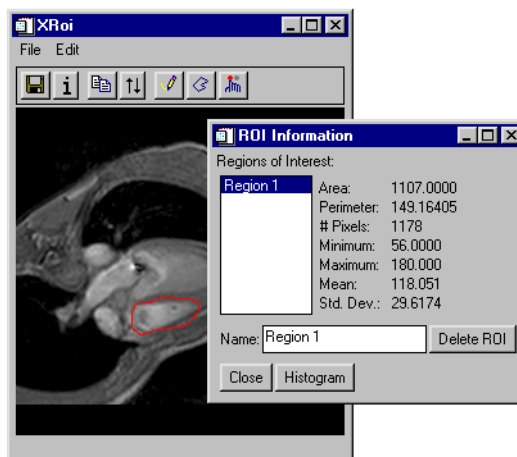 XRoi
File Edit
ROI Information
Regions of Interest:
Region 1
Area: 1107.0000
Perimeter: 149.16405
# Pixels: 1178
Minimum: 56.0000
Maximum: 180.000
Mean: 118.051
Std. Dev.: 29.6174
Name: Region 1 Delete ROI
Close Histogram